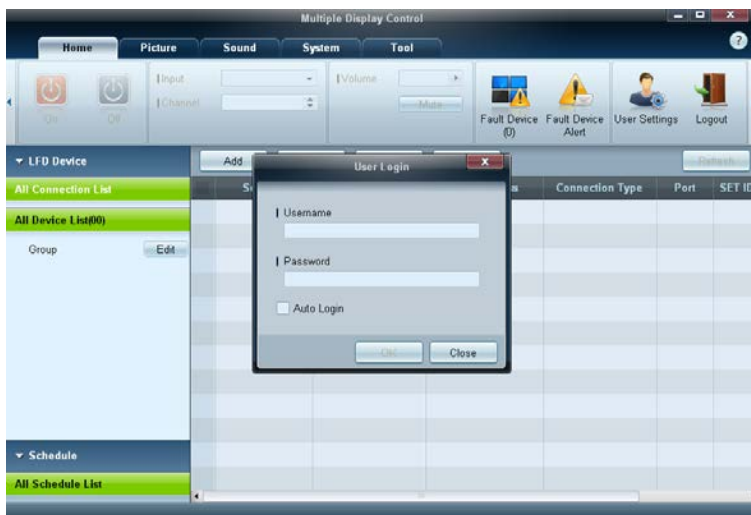 Multiple Display Control
Home Picture Sound System Tool
?
On Off
Input
Channel
Volume
Mute
Fault Device (0)
Fault Device Alert
User Settings
Logout
LFD Device
All Connection List
All Device List(00)
Group Edit
Add
Refresh
Connection Type Port SET ID
User Login
Username
Password
Auto Login
OK Close
Schedule
All Schedule List